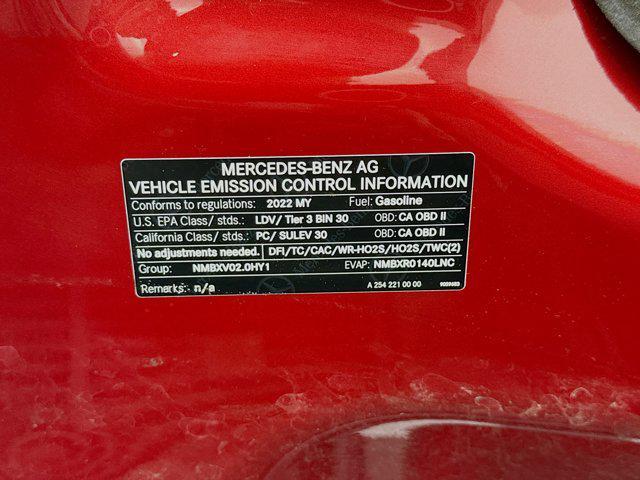 MERCEDES-BENZ AG
VEHICLE EMISSION CONTROL INFORMATION
Conforms to regulations: 2022 MY Fuel: Gasoline
U.S. EPA Class/ stds.: LDV/ Tier 3 BIN 30 OBD: CA OBD II
California Class/ stds.: PC/ SULEV 30 OBD: CA OBD II
No adjustments needed. DFI/TC/CAC/WR-HO2S/HO2S/TWC(2)
Group: NMBXV02.0HY1 EVAP: NMBXR0140LNC
Remarks: n/a A 254 221 00 00